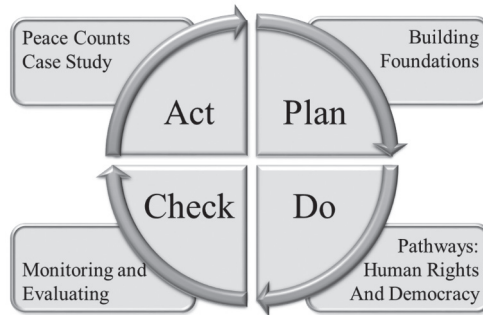 Peace Counts
Case Study
Building
Foundations
Act
Plan
Check
Do
Monitoring and
Evaluating
Pathways:
Human Rights
And Democracy